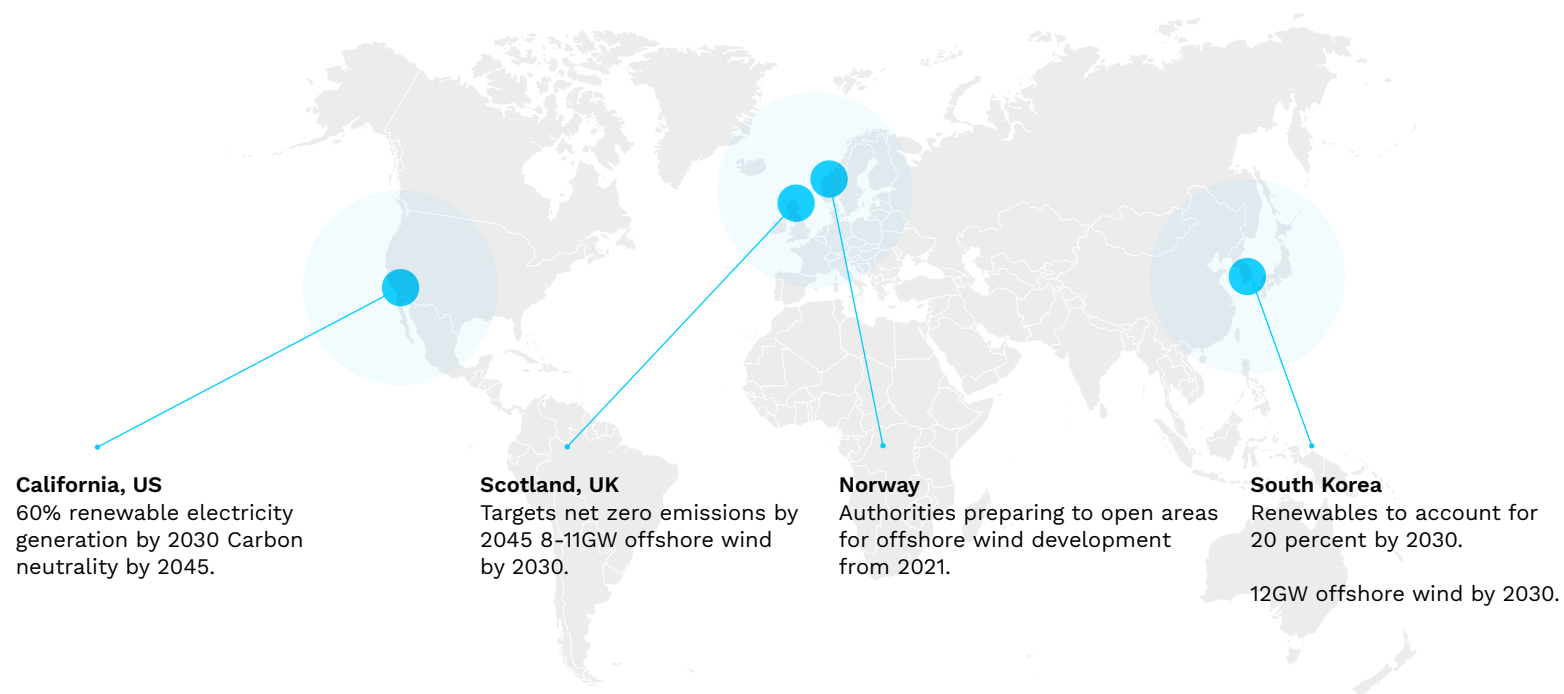 California, US
60% renewable electricity
generation by 2030 Carbon
neutrality by 2045.
Scotland, UK
Targets net zero emissions by
2045 8-11GW offshore wind
by 2030.
Norway
Authorities preparing to open areas
for offshore wind development
from 2021.
South Korea
Renewables to account for
20 percent by 2030.
12GW offshore wind by 2030.